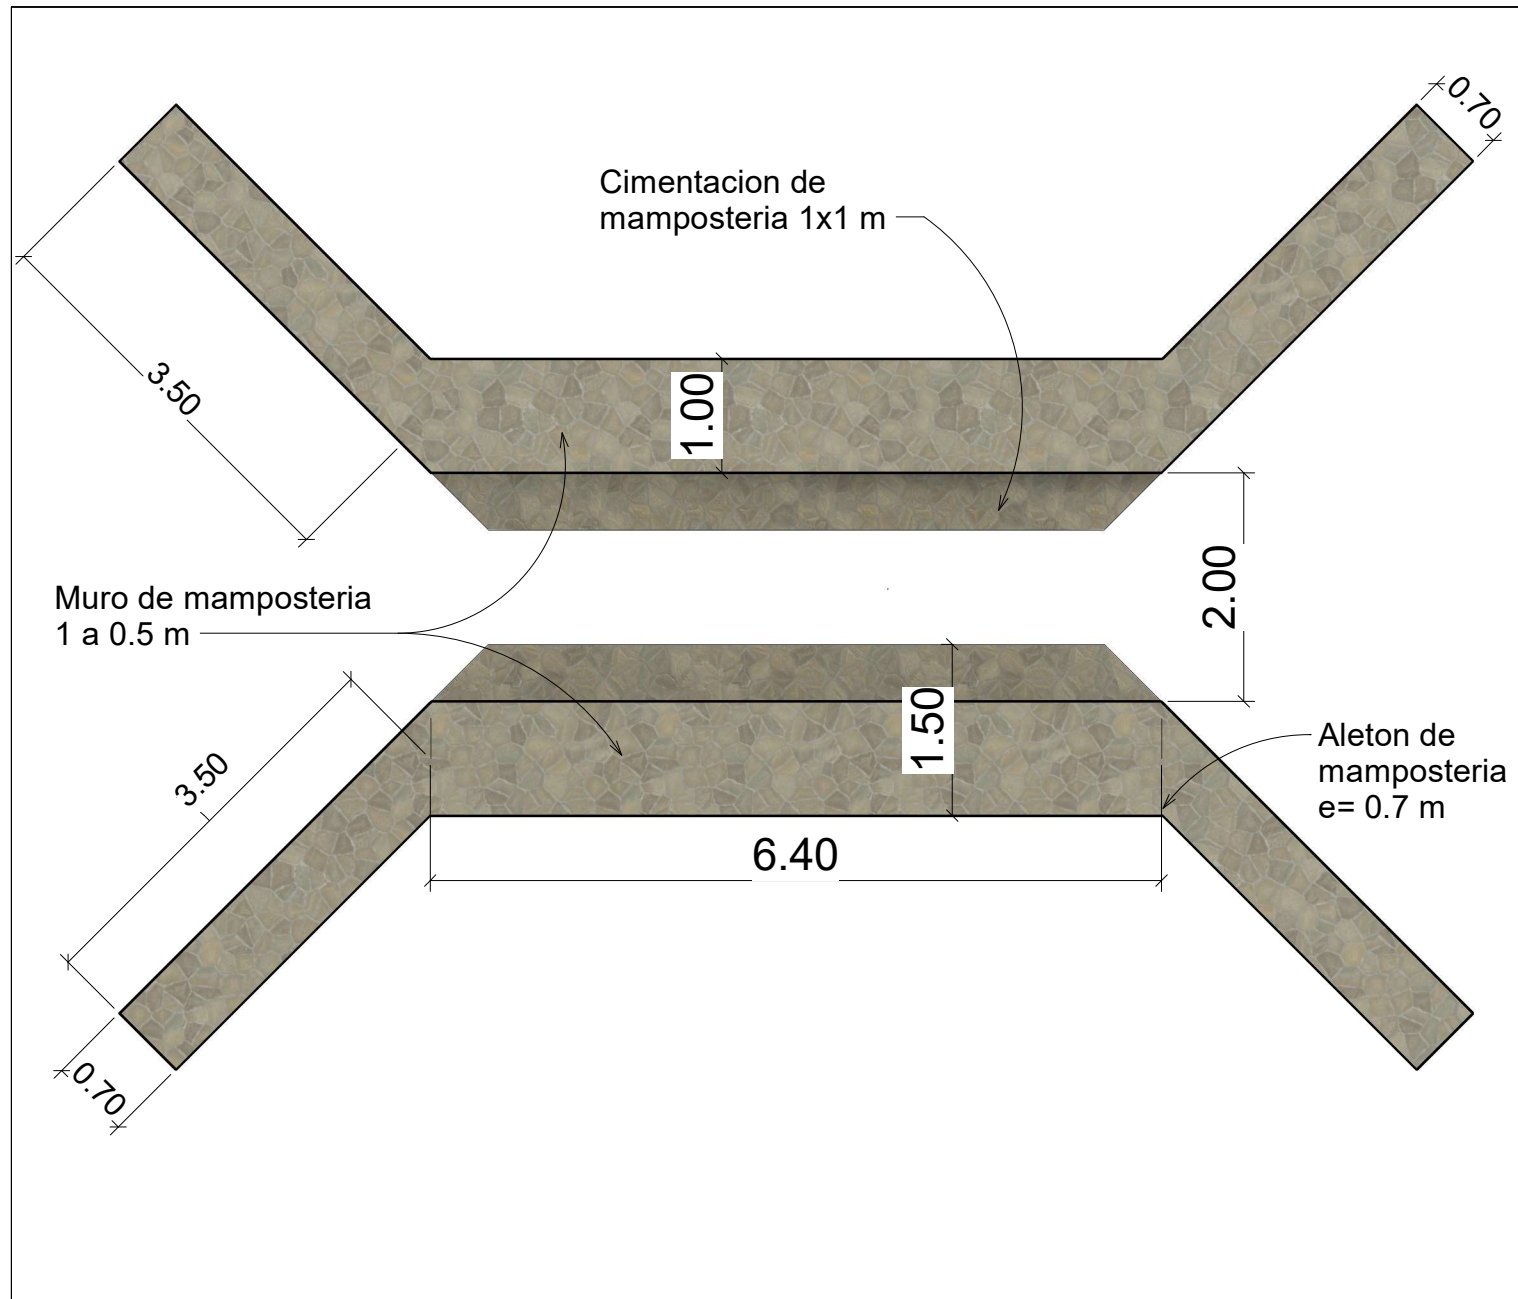 0.70
Cimentacion de
mamposteria 1x1 m
3.50
1.00
2.00
Muro de mamposteria
1 a 0.5 m
1.50
3.50
Aleton de
mamposteria
e= 0.7 m
6.40
0.70